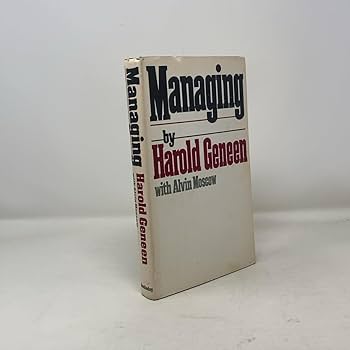 Managing
by
Harold Geneen
with Alvin Moscow
Managing
Harold Geneen